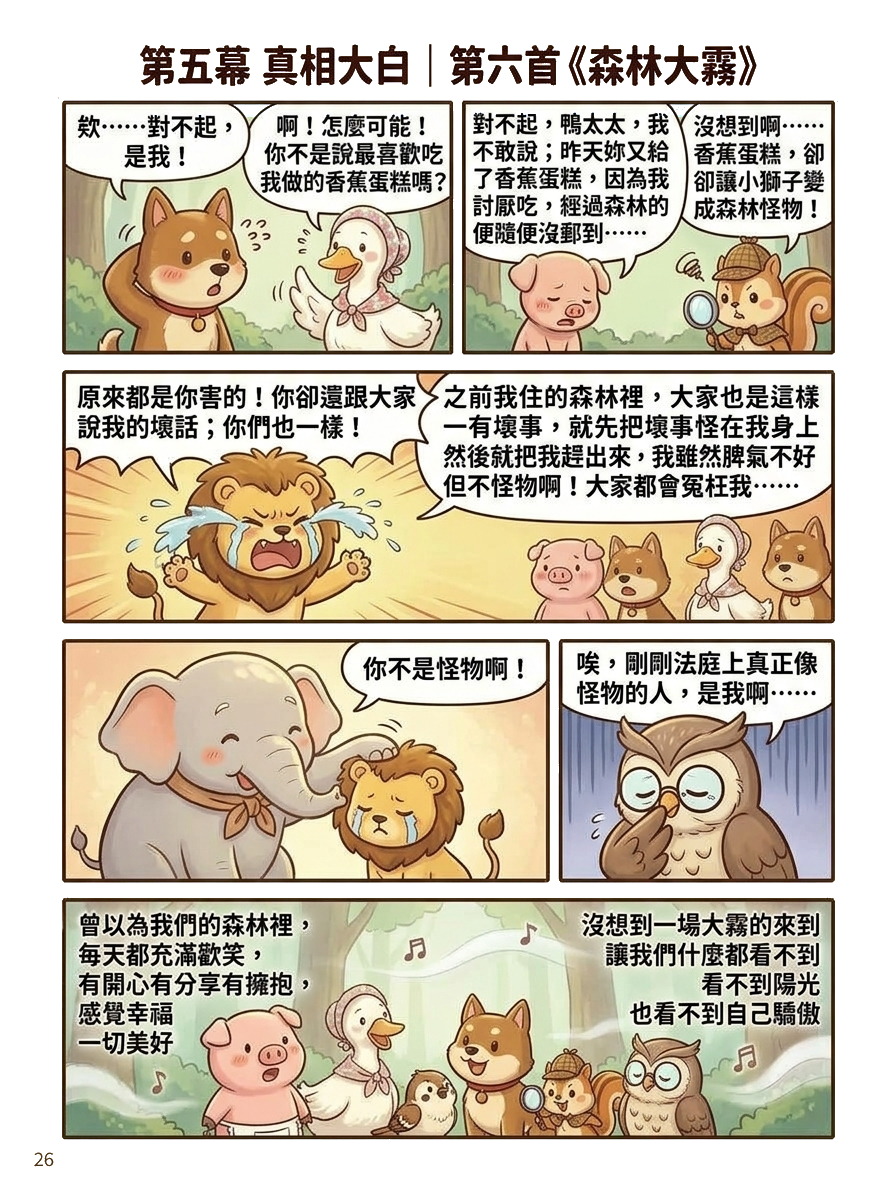 第五幕 真相大白｜第六首《森林大霧》
欸⋯⋯對不起，
是我！
啊！怎麼可能！
你不是說最喜歡吃
我做的香蕉蛋糕嗎？
對不起，鴨太太，我
不敢說；昨天妳又給
了香蕉蛋糕，因為我
討厭吃，經過森林的
便隨便沒郵到⋯⋯
沒想到啊⋯⋯
香蕉蛋糕，卻
卻讓小獅子變
成森林怪物！
原來都是你害的！你卻還跟大家
說我的壞話；你們也一樣！
之前我住的森林裡，大家也是這樣
一有壞事，就先把壞事怪在我身上
然後就把我趕出來，我雖然脾氣不好
但不怪物啊！大家都會冤枉我⋯⋯
你不是怪物啊！
唉，剛剛法庭上真正像
怪物的人，是我啊⋯⋯
曾以為我們的森林裡，
每天都充滿歡笑，
有開心有分享有擁抱，
感覺幸福
一切美好
沒想到一場大霧的來到
讓我們什麼都看不到
看不到陽光
也看不到自己驕傲
26